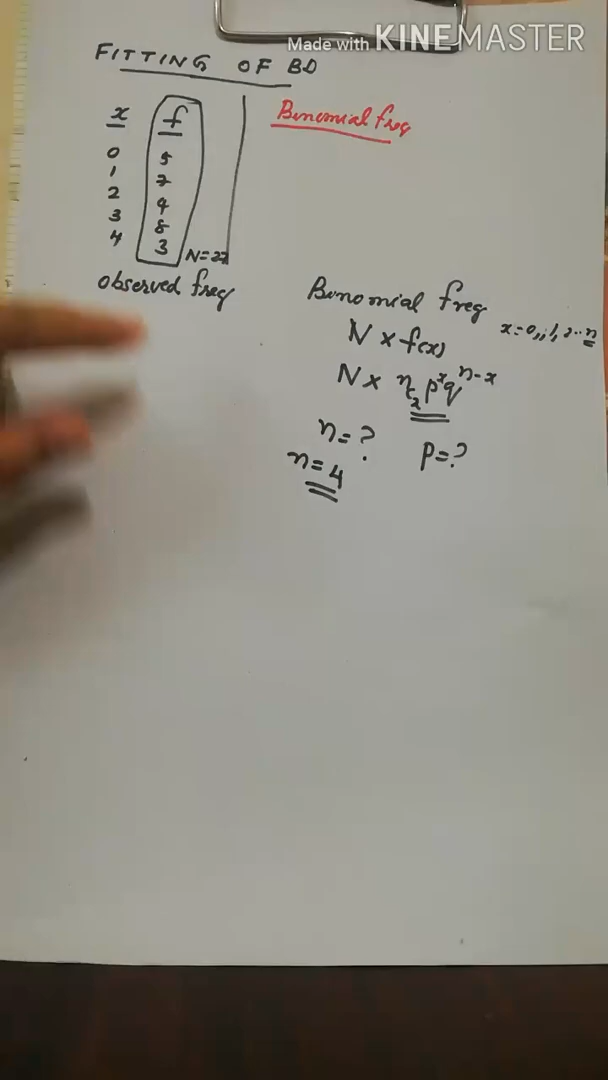 Made with KINEMASTER
FITTING OF BD
x f
0 5
1 7
2 4
3 8
4 3 N=27
observed freq
Binomial freq
Binomial freq
N × f(x)
x=0, 1, 2..n
N × nCx p^x q^n-x
n=? p=?
n=4